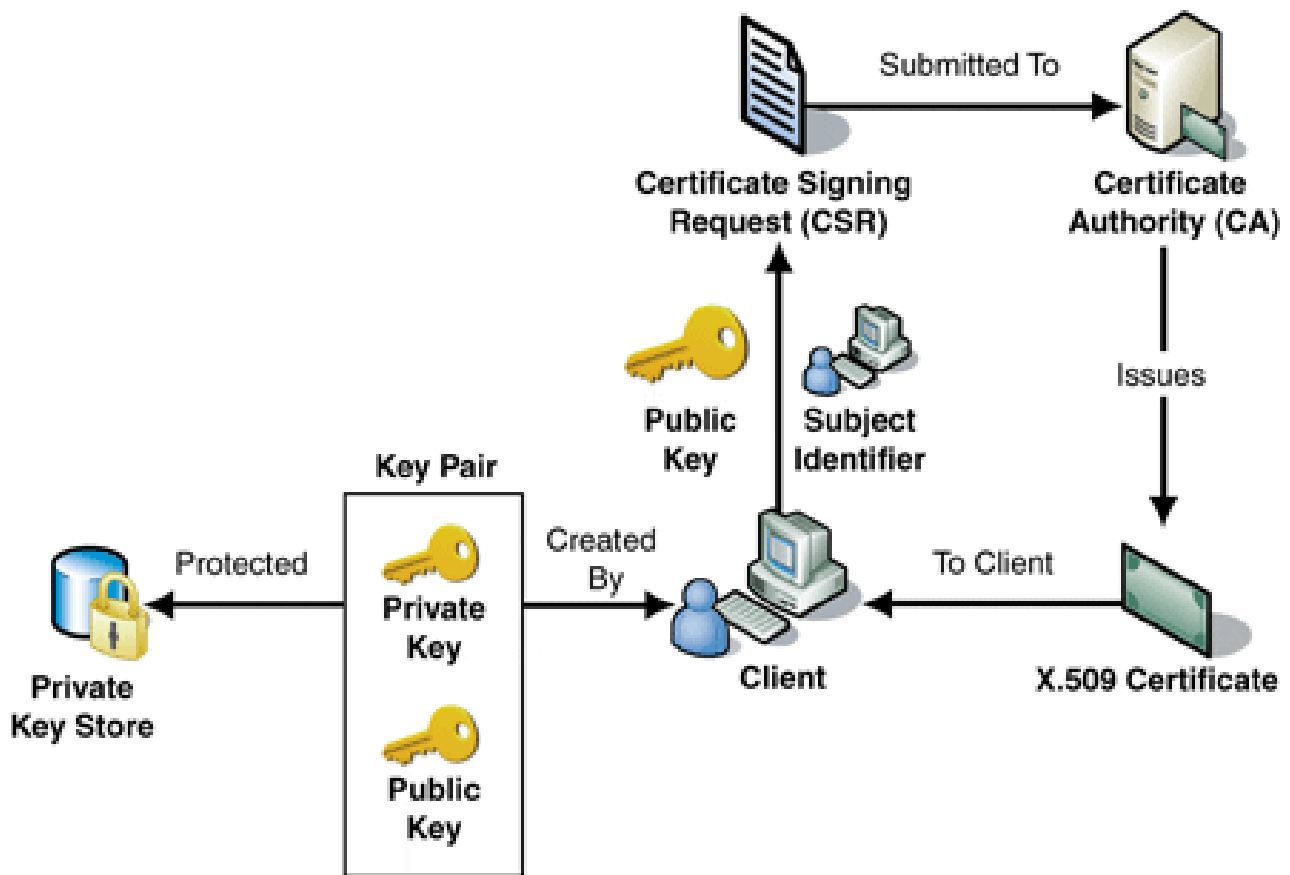 Submitted To
Certificate Signing
Request (CSR)
Certificate
Authority (CA)
Public
Key
Subject
Identifier
Issues
Key Pair
Protected
Private
Key
Created
By
To Client
Private
Key Store
Client
X.509 Certificate
Public
Key